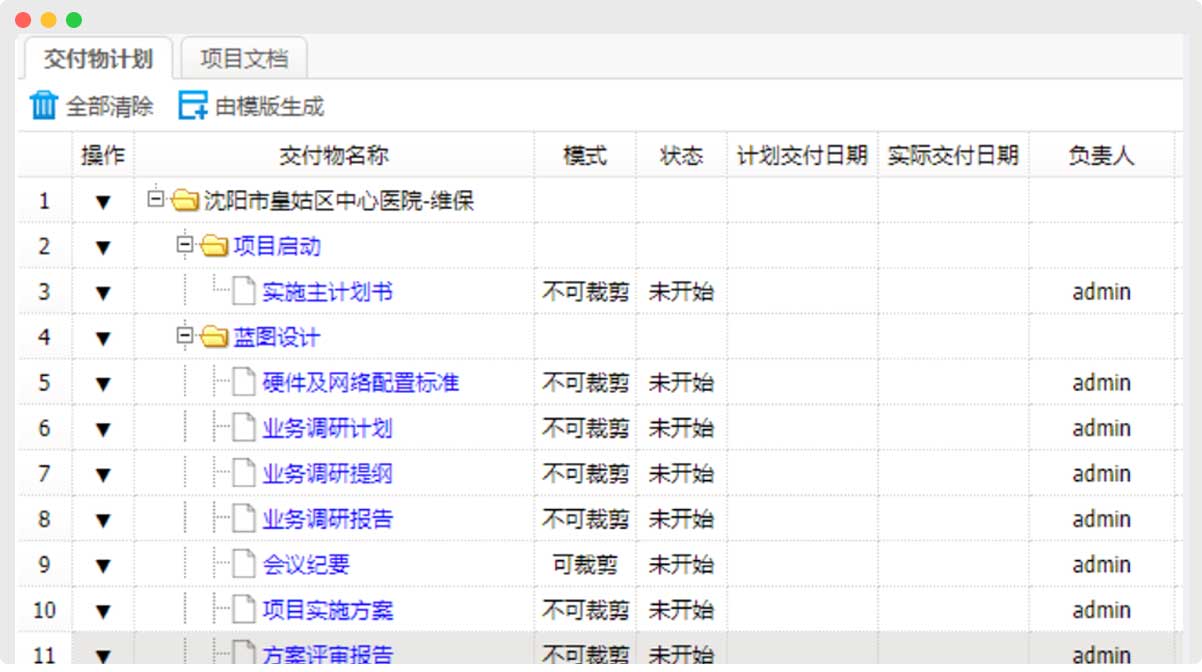 交付物计划 项目文档
全部清除 由模版生成
操作 交付物名称 模式 状态 计划交付日期 实际交付日期 负责人
1 ▼ 沈阳市皇姑区中心医院-维保
2 ▼ 项目启动
3 ▼ 实施主计划书 不可裁剪 未开始 admin
4 ▼ 蓝图设计
5 ▼ 硬件及网络配置标准 不可裁剪 未开始 admin
6 ▼ 业务调研计划 不可裁剪 未开始 admin
7 ▼ 业务调研提纲 不可裁剪 未开始 admin
8 ▼ 业务调研报告 不可裁剪 未开始 admin
9 ▼ 会议纪要 可裁剪 未开始 admin
10 ▼ 项目实施方案 不可裁剪 未开始 admin
11 ▼ 方案评审报告 不可裁剪 未开始 admin